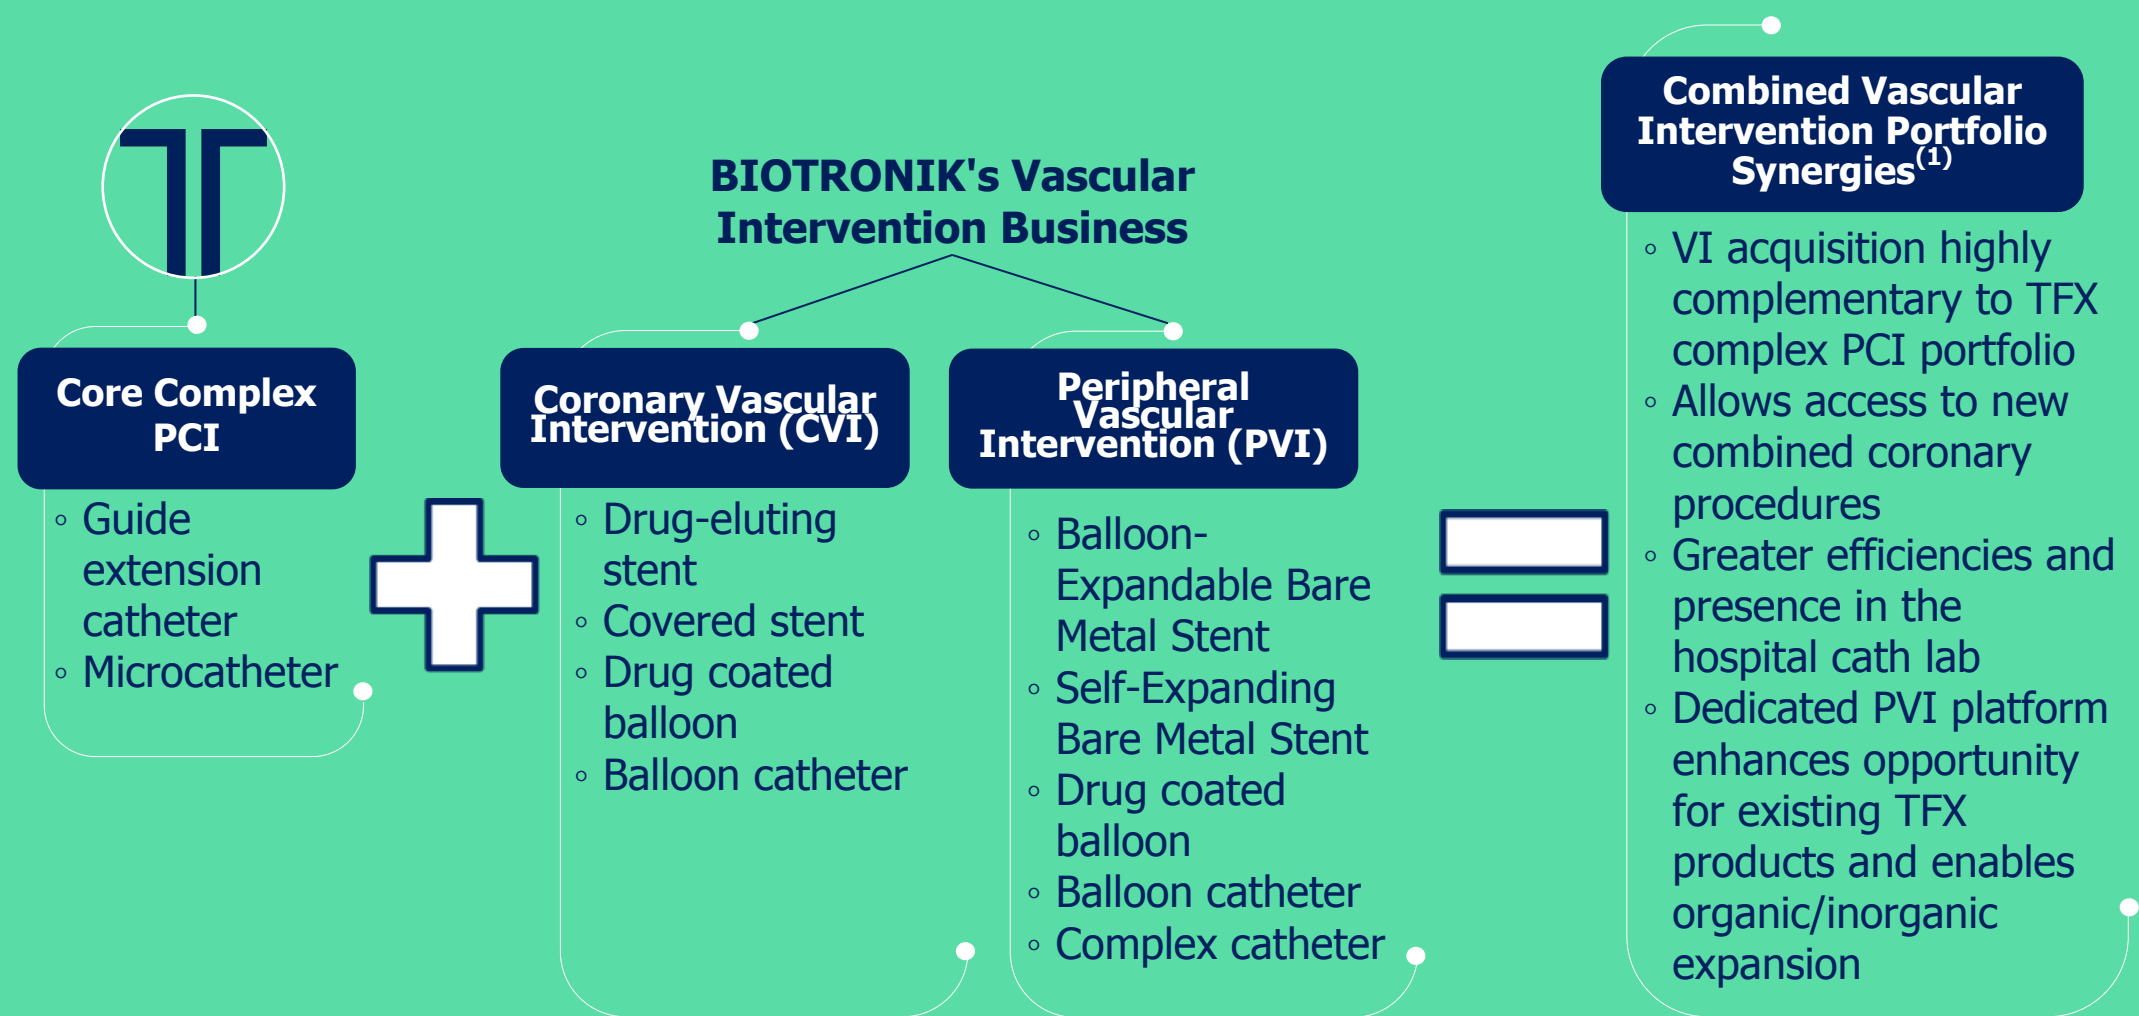 BIOTRONIK's Vascular
Intervention Business
Core Complex
PCI
◦ Guide
extension
catheter
◦ Microcatheter
Coronary Vascular
Intervention (CVI)
◦ Drug-eluting
stent
◦ Covered stent
◦ Drug coated
balloon
◦ Balloon catheter
Peripheral
Vascular
Intervention (PVI)
◦ Balloon-
Expandable Bare
Metal Stent
◦ Self-Expanding
Bare Metal Stent
◦ Drug coated
balloon
◦ Balloon catheter
◦ Complex catheter
Combined Vascular
Intervention Portfolio
Synergies(1)
◦ VI acquisition highly
complementary to TFX
complex PCI portfolio
◦ Allows access to new
combined coronary
procedures
◦ Greater efficiencies and
presence in the
hospital cath lab
◦ Dedicated PVI platform
enhances opportunity
for existing TFX
products and enables
organic/inorganic
expansion